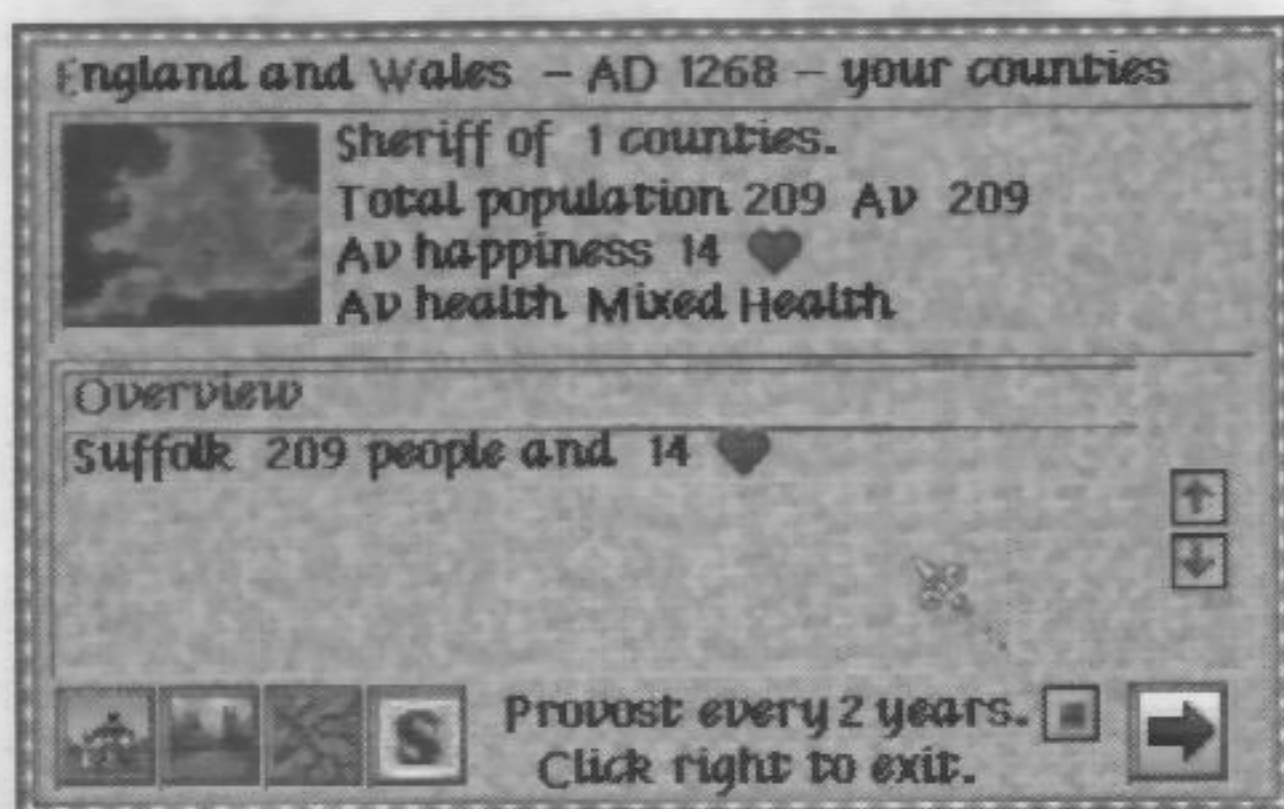 England and Wales - AD 1268 - your counties
Sheriff of 1 counties.
Total population 209 Av 209
Av happiness 14
Av health Mixed Health
Overview
Suffolk 209 people and 14
S
Provost every 2 years.
Click right to exit.